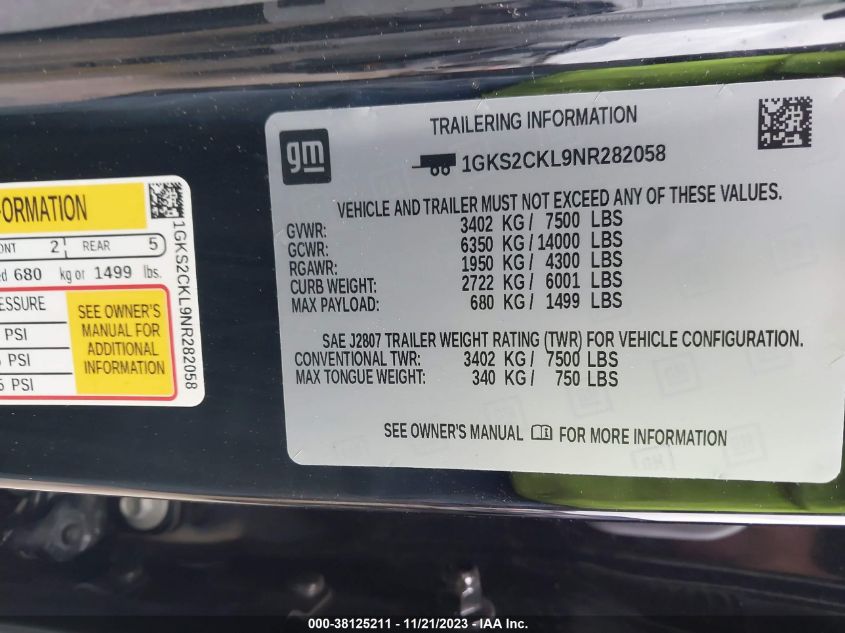 FORMATION
2 REAR 5
680 kg or 1499 lbs.
PSI
PSI
PSI
SEE OWNER'S
MANUAL FOR
ADDITIONAL
INFORMATION
1GKS2CKL9NR282058
gm
TRAILERING INFORMATION
1GKS2CKL9NR282058
VEHICLE AND TRAILER MUST NOT EXCEED ANY OF THESE VALUES.
GVWR: 3402 KG / 7500 LBS
GCWR: 6350 KG / 14000 LBS
RGAWR: 1950 KG / 4300 LBS
CURB WEIGHT: 2722 KG / 6001 LBS
MAX PAYLOAD: 680 KG / 1499 LBS
SAE J2807 TRAILER WEIGHT RATING (TWR) FOR VEHICLE CONFIGURATION.
CONVENTIONAL TWR: 3402 KG / 7500 LBS
MAX TONGUE WEIGHT: 340 KG / 750 LBS
SEE OWNER'S MANUAL FOR MORE INFORMATION
000-38125211 - 11/21/2023 - IAA Inc.